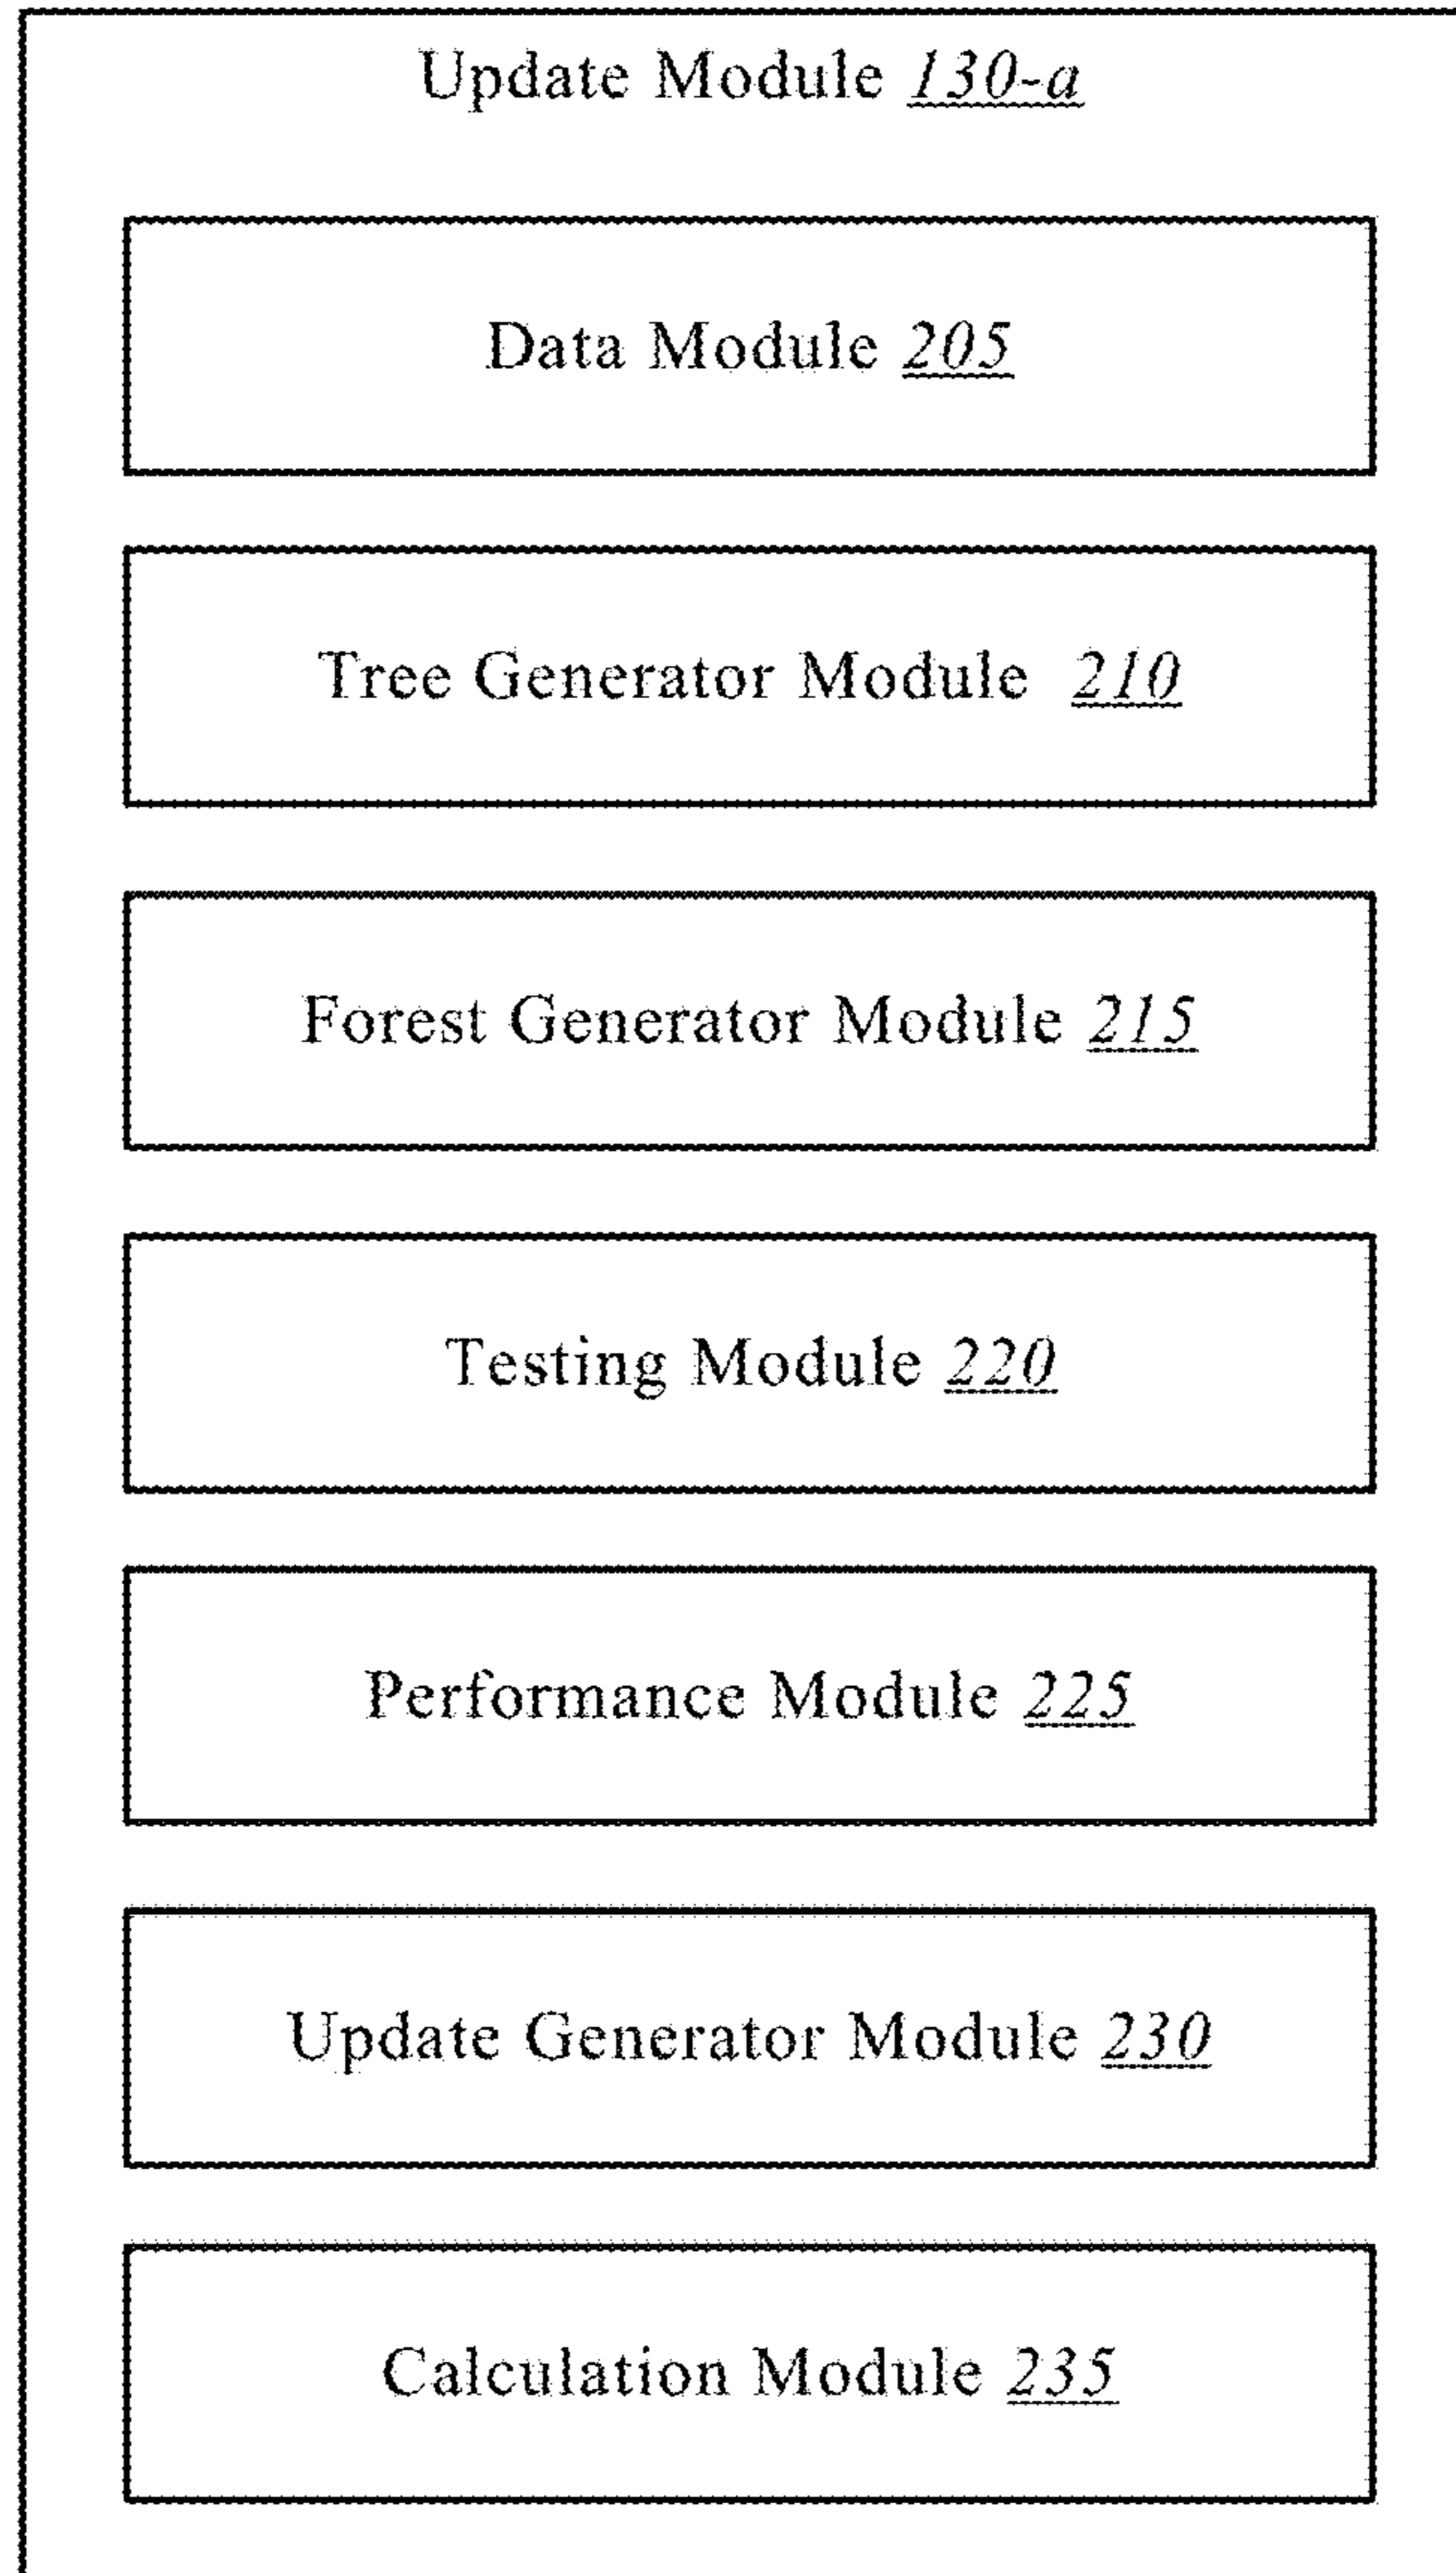 Update Module 130-a
Data Module 205
Tree Generator Module 210
Forest Generator Module 215
Testing Module 220
Performance Module 225
Update Generator Module 230
Calculation Module 235